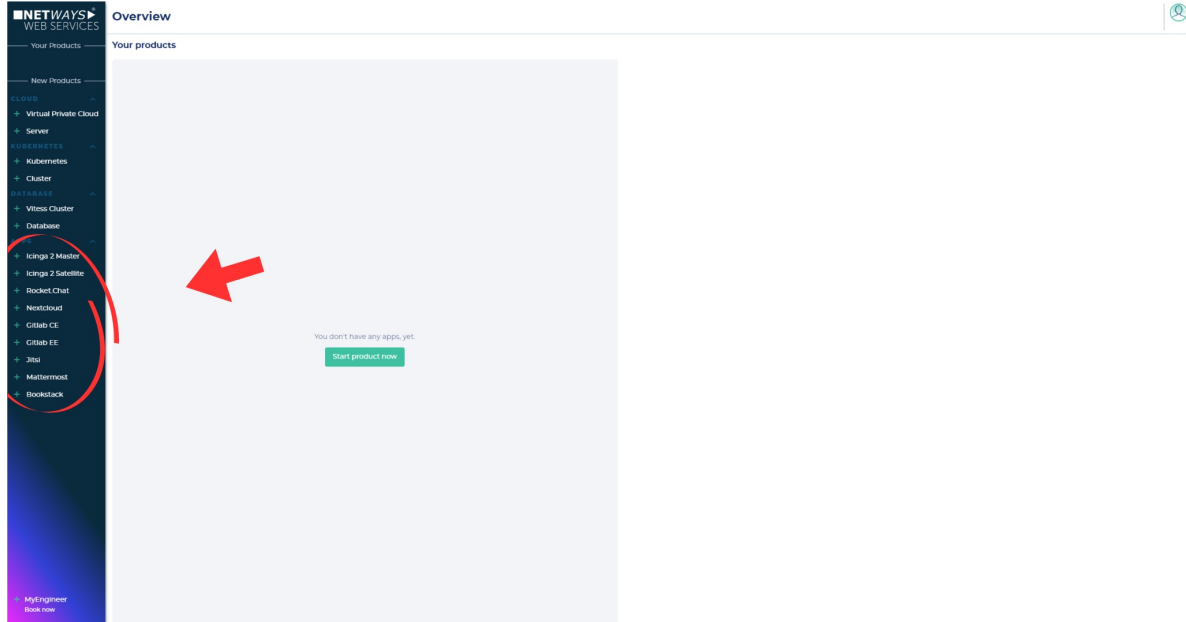 NETWAYS
WEB SERVICES
Your Products
New Products
CLOUD
+ Virtual Private Cloud
+ Server
KUBERNETES
+ Kubernetes
+ Cluster
DATABASE
+ Vitess Cluster
+ Database
+ Icinga 2 Master
+ Icinga 2 Satellite
+ Rocket.Chat
+ Nextcloud
+ Gitlab CE
+ Gitlab EE
+ Jitsi
+ Mattermost
+ Bookstack
+ MyEngineer
Book now
Overview
Your products
You don't have any apps, yet.
Start product now